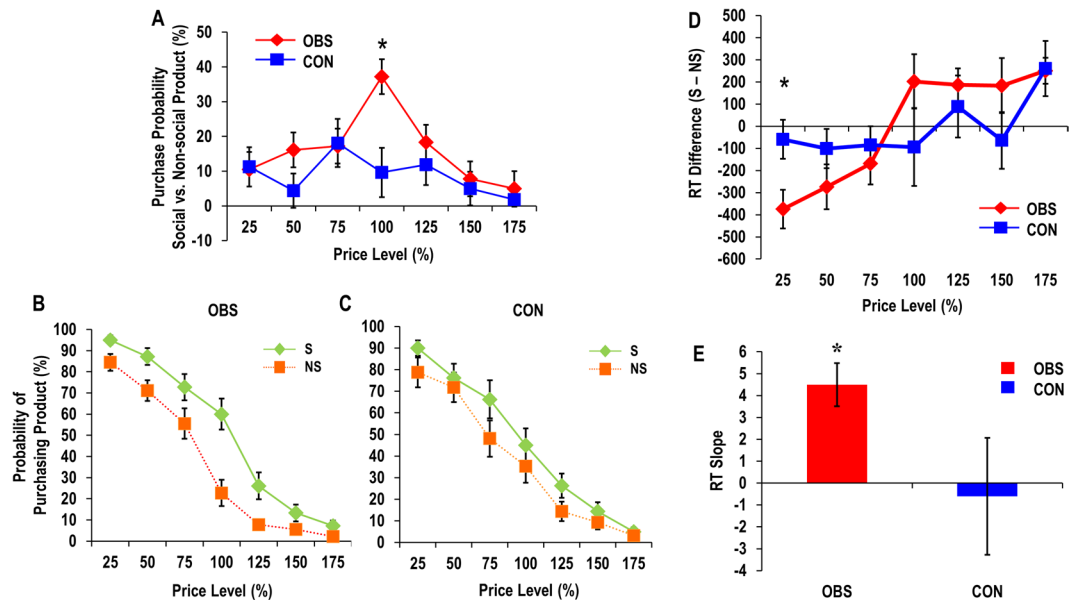 A
Purchase Probability
Social vs. Non-social Product (%)
50
40
30
20
10
0
-10
OBS
CON
*
25 50 75 100 125 150 175
Price Level (%)
D
RT Difference (S – NS)
500
400
300
200
100
0
-100
-200
-300
-400
-500
-600
*
OBS
CON
25 50 75 100 125 150 175
Price Level (%)
B
OBS
Probability of
Purchasing Product (%)
100
90
80
70
60
50
40
30
20
10
0
S
NS
25 50 75 100 125 150 175
Price Level (%)
C
CON
100
90
80
70
60
50
40
30
20
10
0
S
NS
25 50 75 100 125 150 175
Price Level (%)
E
RT Slope
6
5
4
3
2
1
0
-1
-2
-3
-4
*
OBS
CON
OBS CON